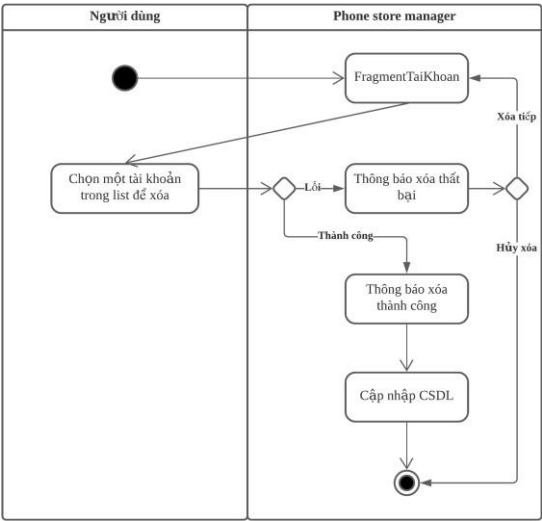 Người dùng
Phone store manager
FragmentTaiKhoan
Xóa tiếp
Chọn một tài khoản
trong list để xóa
Lỗi
Thông báo xóa thất
bại
Thành công
Hủy xóa
Thông báo xóa
thành công
Cập nhập CSDL